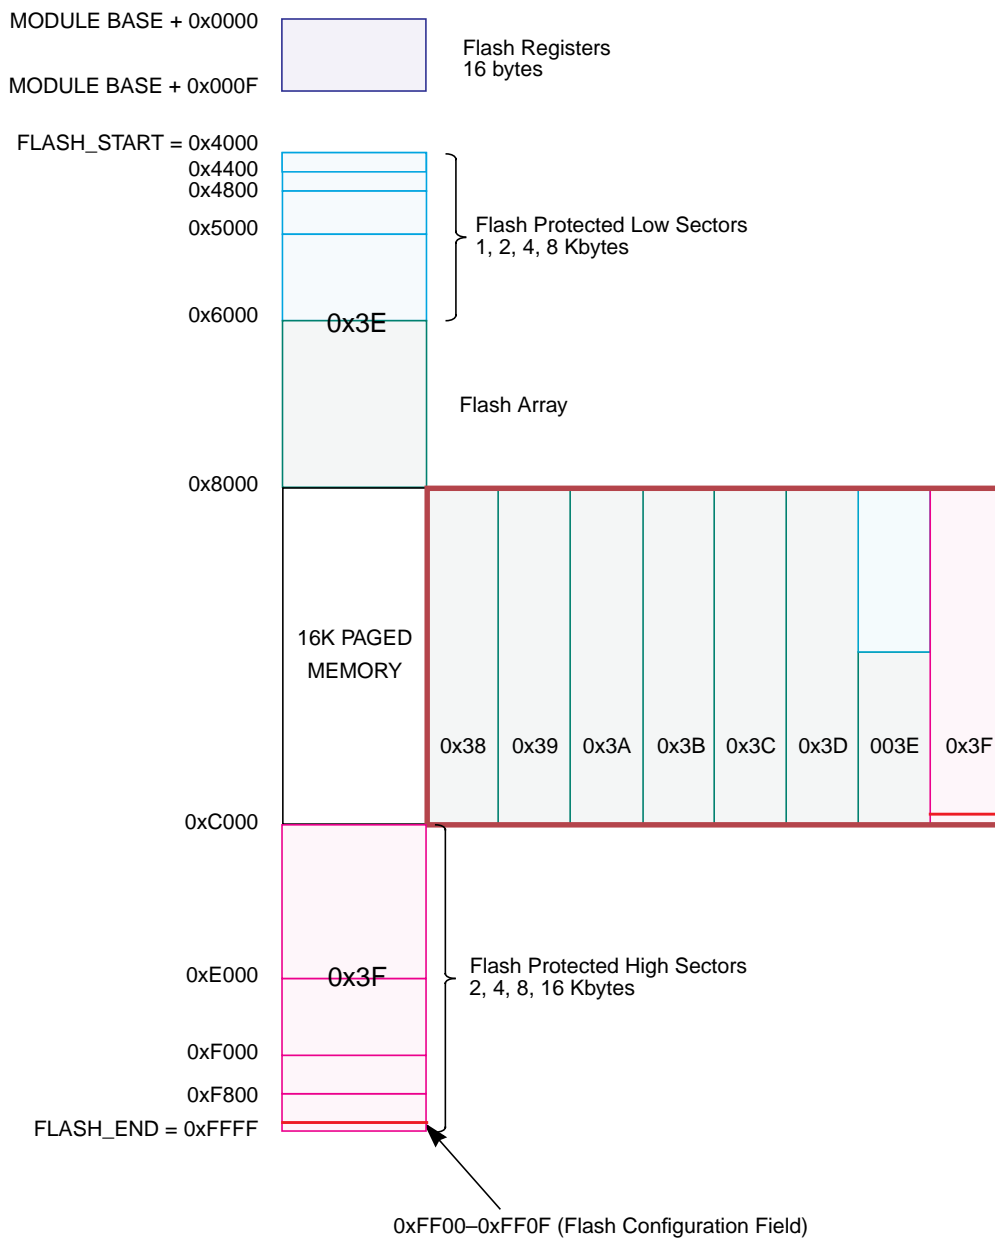 MODULE BASE + 0x0000
Flash Registers
16 bytes
MODULE BASE + 0x000F
FLASH_START = 0x4000
0x4400
0x4800
0x5000
Flash Protected Low Sectors
1, 2, 4, 8 Kbytes
0x6000
0x3E
Flash Array
0x8000
16K PAGED
MEMORY
0x38 0x39 0x3A 0x3B 0x3C 0x3D 003E 0x3F
0xC000
0xE000
0x3F
Flash Protected High Sectors
2, 4, 8, 16 Kbytes
0xF000
0xF800
FLASH_END = 0xFFFF
0xFF00–0xFF0F (Flash Configuration Field)